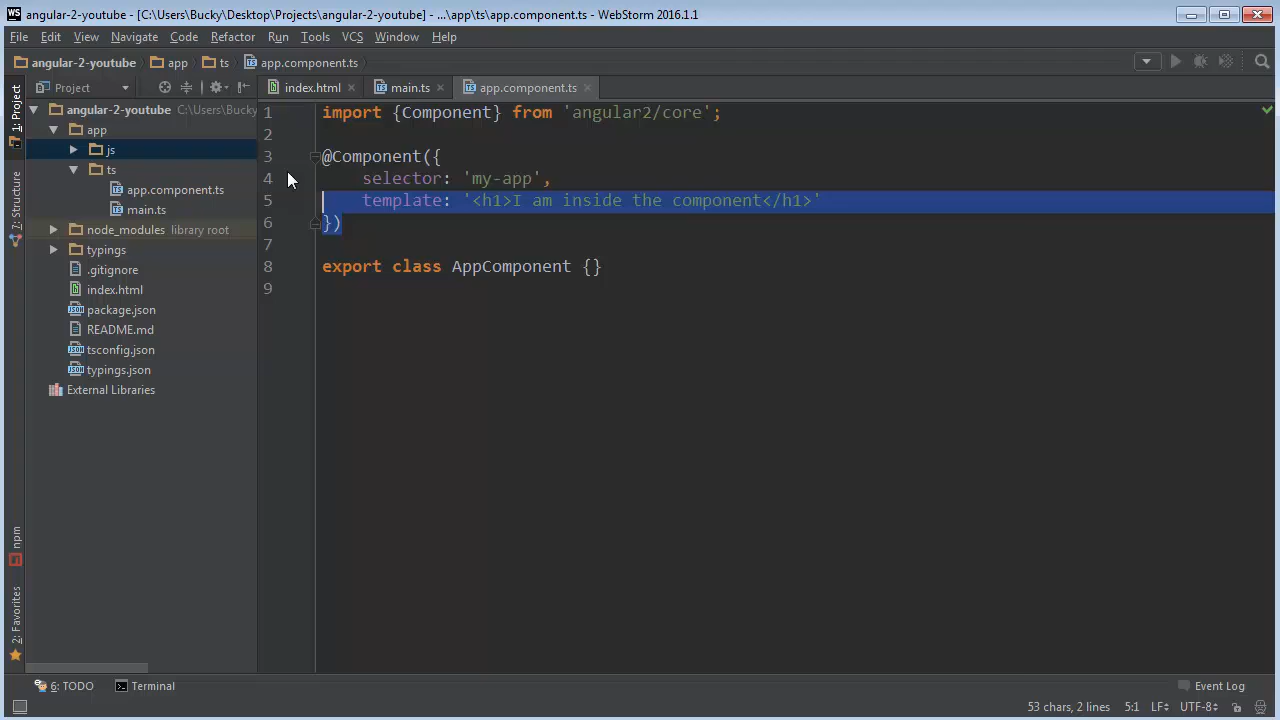 WS angular-2-youtube - [C:\Users\Bucky\Desktop\Projects\angular-2-youtube] - ...\app\ts\app.component.ts - WebStorm 2016.1.1
File Edit View Navigate Code Refactor Run Tools VCS Window Help
angular-2-youtube app ts app.component.ts
Project index.html main.ts app.component.ts
1: Project
7: Structure
npm
2: Favorites
angular-2-youtube C:\Users\Bucky
app
js
ts
app.component.ts
main.ts
node_modules library root
typings
.gitignore
index.html
package.json
README.md
tsconfig.json
typings.json
External Libraries
1 import {Component} from 'angular2/core';
2
3 @Component({
4 selector: 'my-app',
5 template: '<h1>I am inside the component</h1>'
6 })
7
8 export class AppComponent {}
9
6: TODO Terminal Event Log
53 chars, 2 lines 5:1 LF÷ UTF-8÷